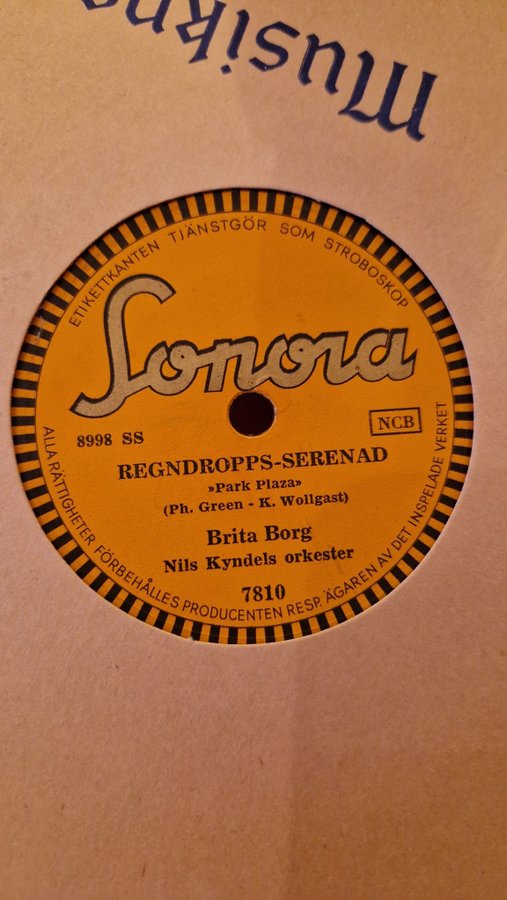 Musikn
ETIKETTKANTEN TJÄNSTGÖR SOM STROBOSKOP
Sonora
8998 SS
NCB
REGNDROPPS-SERENAD
»Park Plaza»
(Ph. Green - K. Wollgast)
Brita Borg
Nils Kyndels orkester
7810
ALLA RÄTTIGHETER FÖRBEHÅLLES PRODUCENTEN RESP. ÄGAREN AV DET INSPELADE VERKET